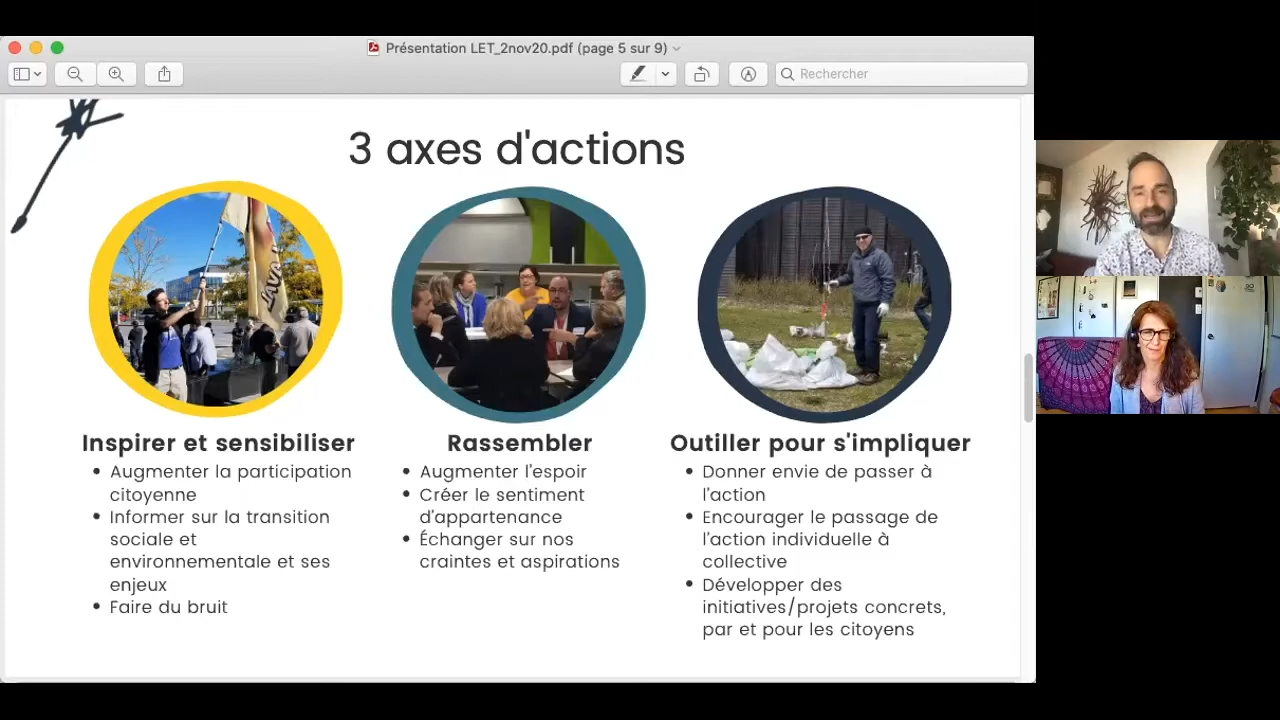 Présentation LET_2nov20.pdf (page 5 sur 9)
Rechercher
3 axes d'actions
Inspirer et sensibiliser
• Augmenter la participation
citoyenne
• Informer sur la transition
sociale et
environnementale et ses
enjeux
• Faire du bruit
Rassembler
• Augmenter l'espoir
• Créer le sentiment
d'appartenance
• Échanger sur nos
craintes et aspirations
Outiller pour s'impliquer
• Donner envie de passer à
l'action
• Encourager le passage de
l'action individuelle à
collective
• Développer des
initiatives/projets concrets,
par et pour les citoyens